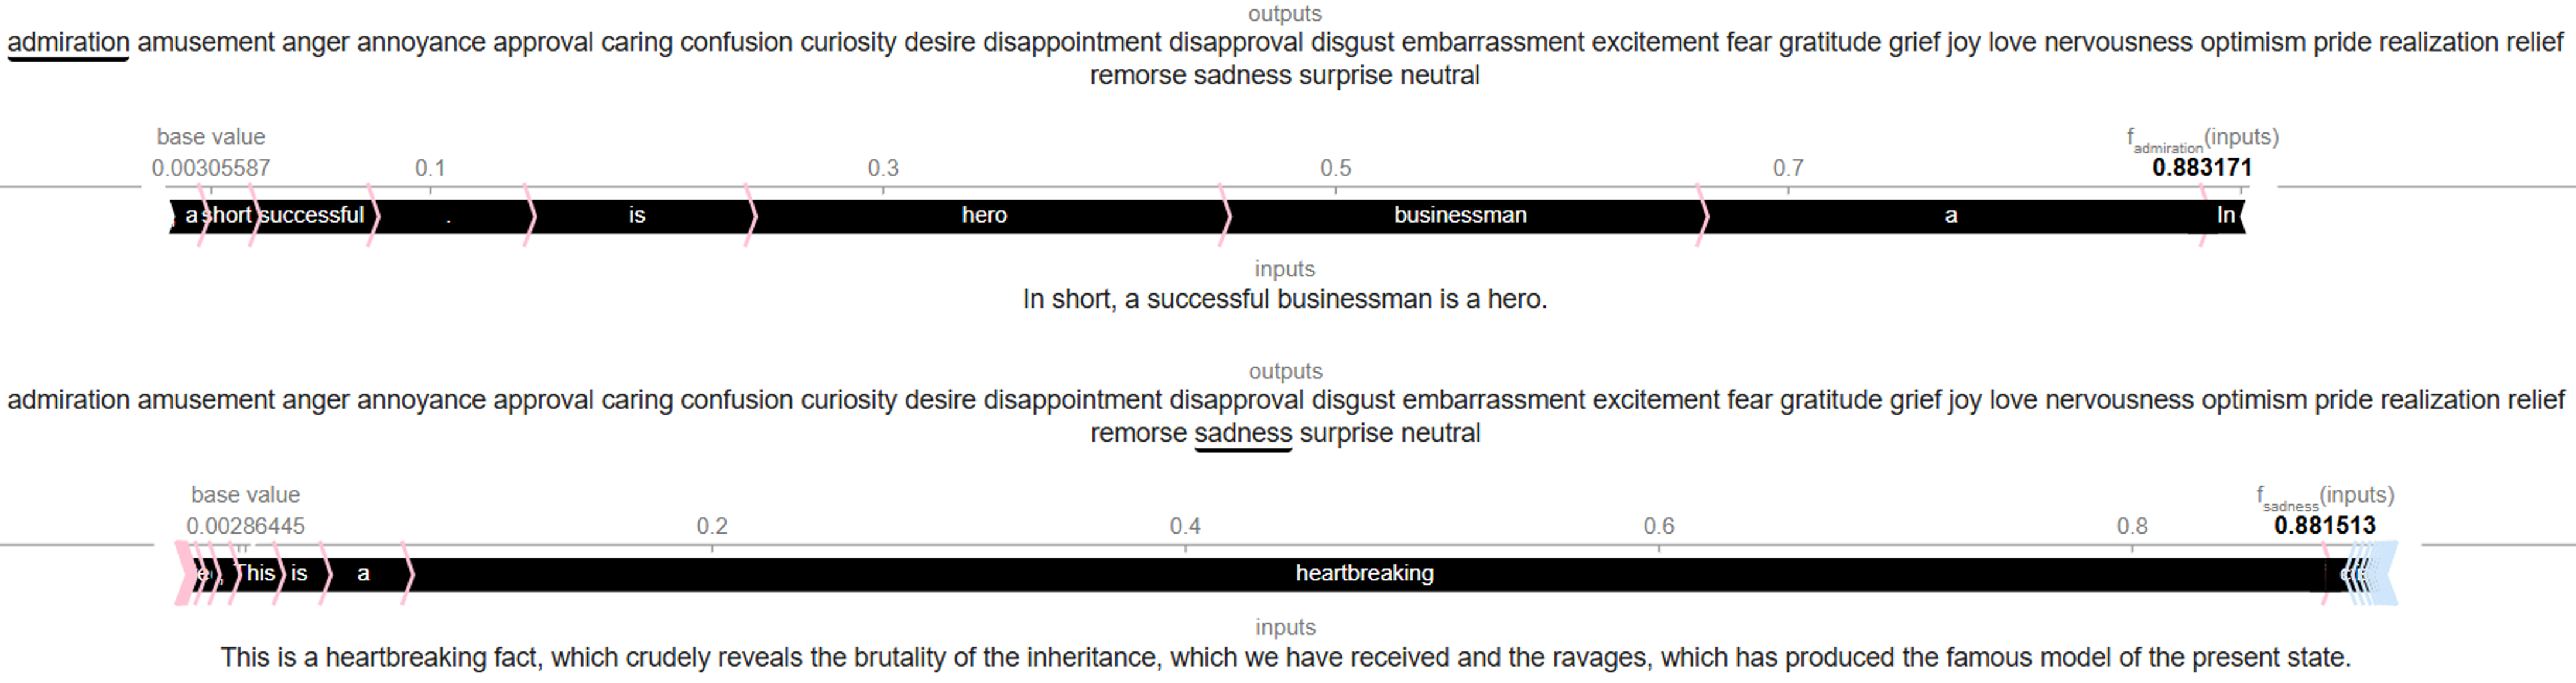 outputs
admiration amusement anger annoyance approval caring confusion curiosity desire disappointment disapproval disgust embarrassment excitement fear gratitude grief joy love nervousness optimism pride realization relief
remorse sadness surprise neutral
base value
f admiration (inputs)
0.00305587 0.1 0.3 0.5 0.7 0.883171
a short successful . is hero businessman a In
inputs
In short, a successful businessman is a hero.
outputs
admiration amusement anger annoyance approval caring confusion curiosity desire disappointment disapproval disgust embarrassment excitement fear gratitude grief joy love nervousness optimism pride realization relief
remorse sadness surprise neutral
base value
f sadness (inputs)
0.00286445 0.2 0.4 0.6 0.8 0.881513
This is a heartbreaking
inputs
This is a heartbreaking fact, which crudely reveals the brutality of the inheritance, which we have received and the ravages, which has produced the famous model of the present state.